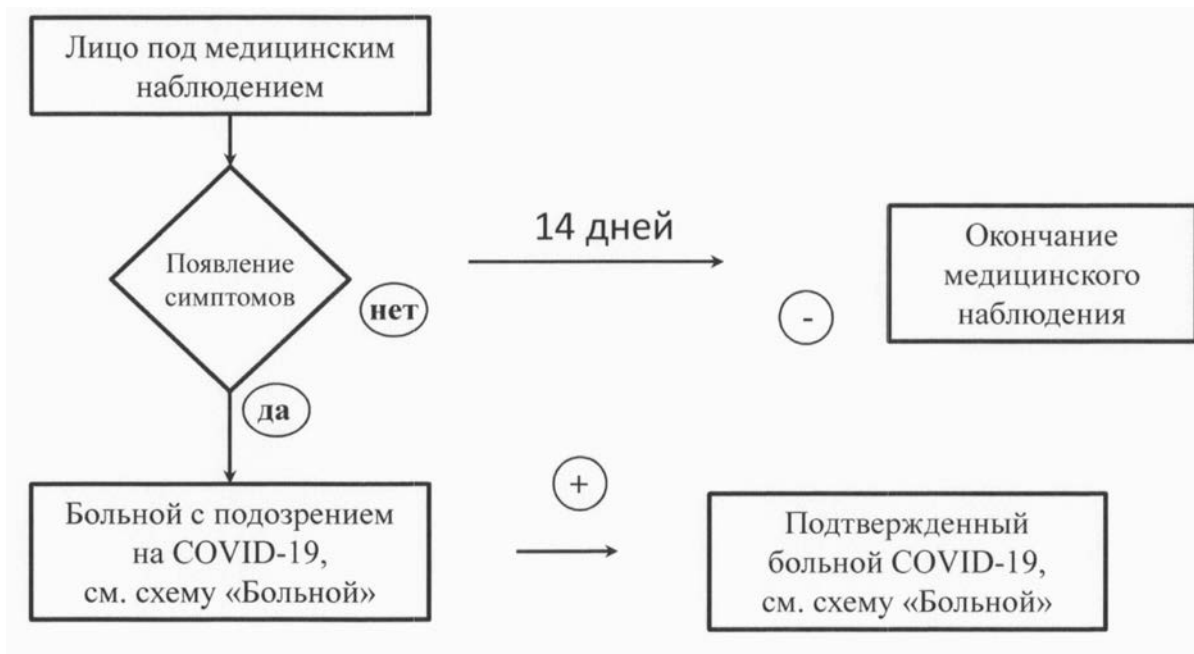 Лицо под медицинским
наблюдением
Появление
симптомов
нет
14 дней
-
Окончание
медицинского
наблюдения
да
Больной с подозрением
на COVID-19,
см. схему «Больной»
+
Подтвержденный
больной COVID-19,
см. схему «Больной»